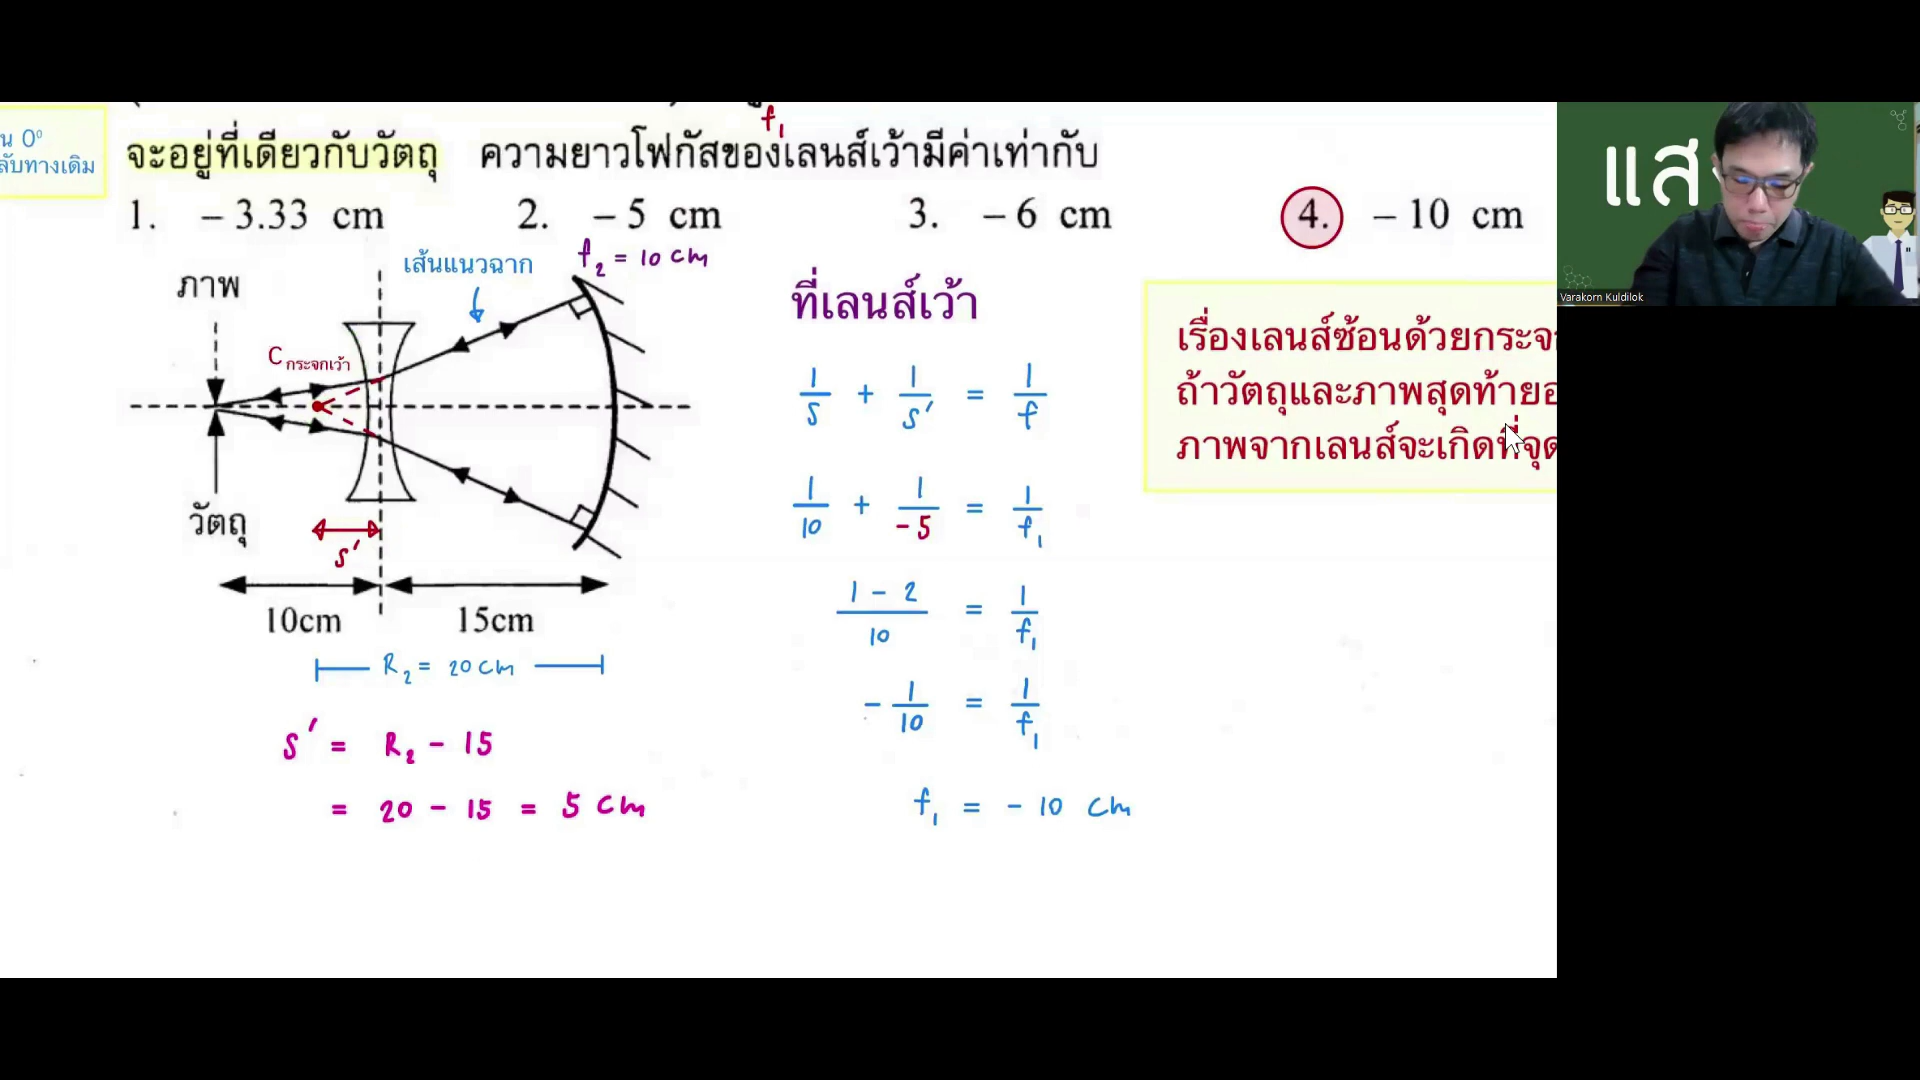 น 0°
ลับทางเดิม
f₁
จะอยู่ที่เดียวกับวัตถุ ความยาวโฟกัสของเลนส์เว้ามีค่าเท่ากับ
1. – 3.33 cm 2. – 5 cm 3. – 6 cm 4. – 10 cm
f₂ = 10 cm
เส้นแนวฉาก
ภาพ
C กระจกเว้า
วัตถุ
s'
10cm 15cm
R₂ = 20 cm
s' = R₂ - 15
= 20 - 15 = 5 cm
ที่เลนส์เว้า
1/s + 1/s' = 1/f
1/10 + 1/-5 = 1/f₁
1 - 2/10 = 1/f₁
- 1/10 = 1/f₁
f₁ = - 10 cm
เรื่องเลนส์ซ้อนด้วยกระจ
ถ้าวัตถุและภาพสุดท้ายอ
ภาพจากเลนส์จะเกิดที่จุด
แส
Varakorn Kuldilok